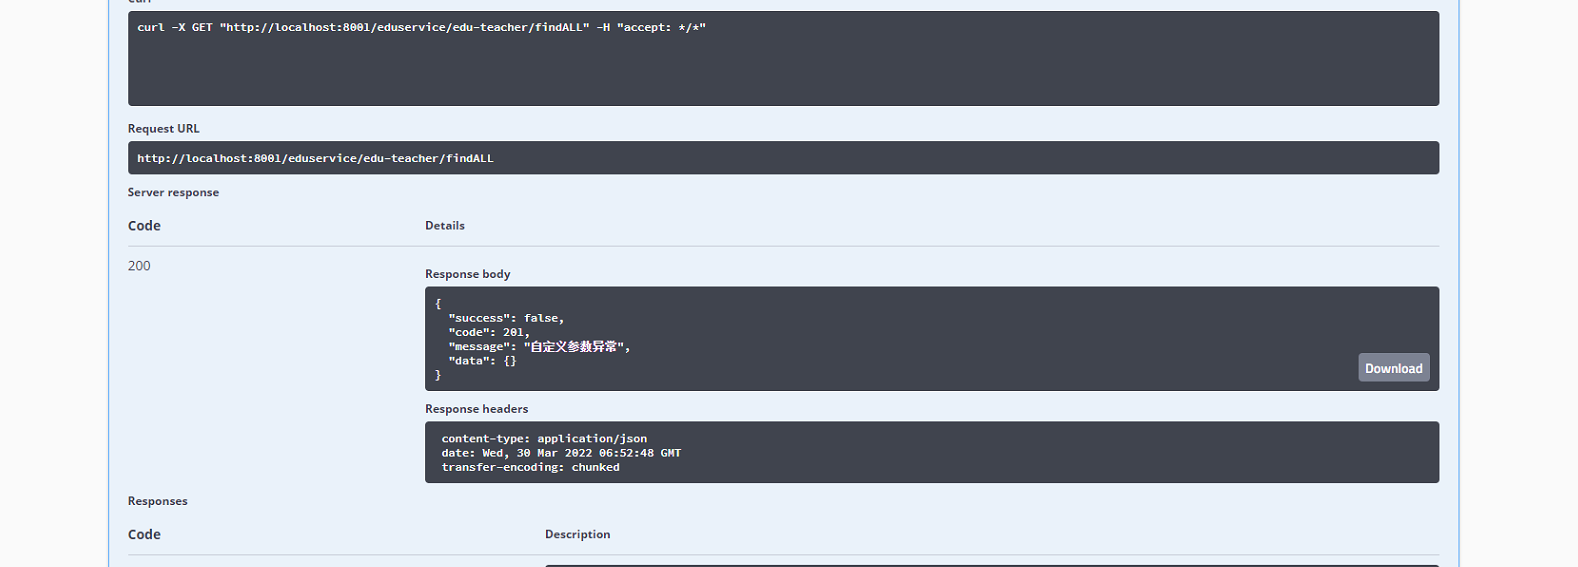 curl -X GET "http://localhost:8001/eduservice/edu-teacher/findALL" -H "accept: */*"
Request URL
http://localhost:8001/eduservice/edu-teacher/findALL
Server response
Code Details
200
Response body
{
"success": false,
"code": 201,
"message": "自定义参数异常",
"data": {}
}
Download
Response headers
content-type: application/json
date: Wed, 30 Mar 2022 06:52:48 GMT
transfer-encoding: chunked
Responses
Code Description